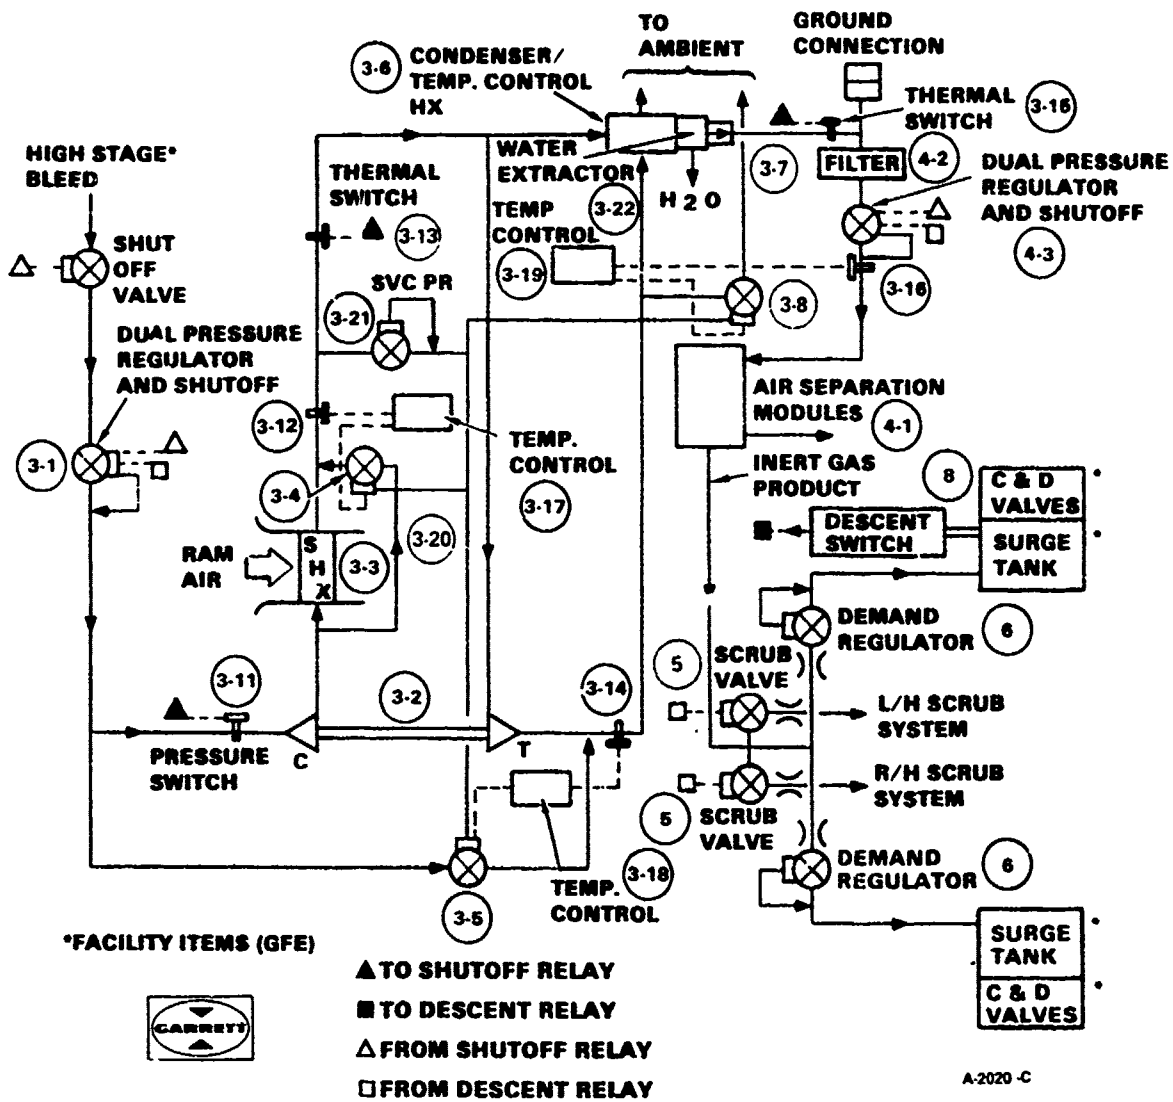 TO
AMBIENT
GROUND
CONNECTION
3-6
CONDENSER/
TEMP. CONTROL
HX
THERMAL
SWITCH
3-15
HIGH STAGE*
BLEED
WATER
EXTRACTOR
3-22
H2O
3-7
FILTER
4-2
DUAL PRESSURE
REGULATOR
AND SHUTOFF
4-3
THERMAL
SWITCH
3-13
TEMP
CONTROL
3-19
SHUT
OFF
VALVE
SVC PR
3-21
3-8
3-16
DUAL PRESSURE
REGULATOR
AND SHUTOFF
3-1
3-12
TEMP.
CONTROL
3-17
AIR SEPARATION
MODULES
4-1
INERT GAS
PRODUCT
3-4
3-20
8
C & D
VALVES
*
DESCENT
SWITCH
SURGE
TANK
*
RAM
AIR
SHX
3-3
DEMAND
REGULATOR
6
5
SCRUB
VALVE
3-11
3-2
3-14
L/H SCRUB
SYSTEM
PRESSURE
SWITCH
C
T
R/H SCRUB
SYSTEM
5
SCRUB
VALVE
3-5
TEMP.
CONTROL
3-18
DEMAND
REGULATOR
6
*FACILITY ITEMS (GFE)
SURGE
TANK
*
C & D
VALVES
*
▲ TO SHUTOFF RELAY
■ TO DESCENT RELAY
△ FROM SHUTOFF RELAY
□ FROM DESCENT RELAY
GARRETT
A-2020 -C